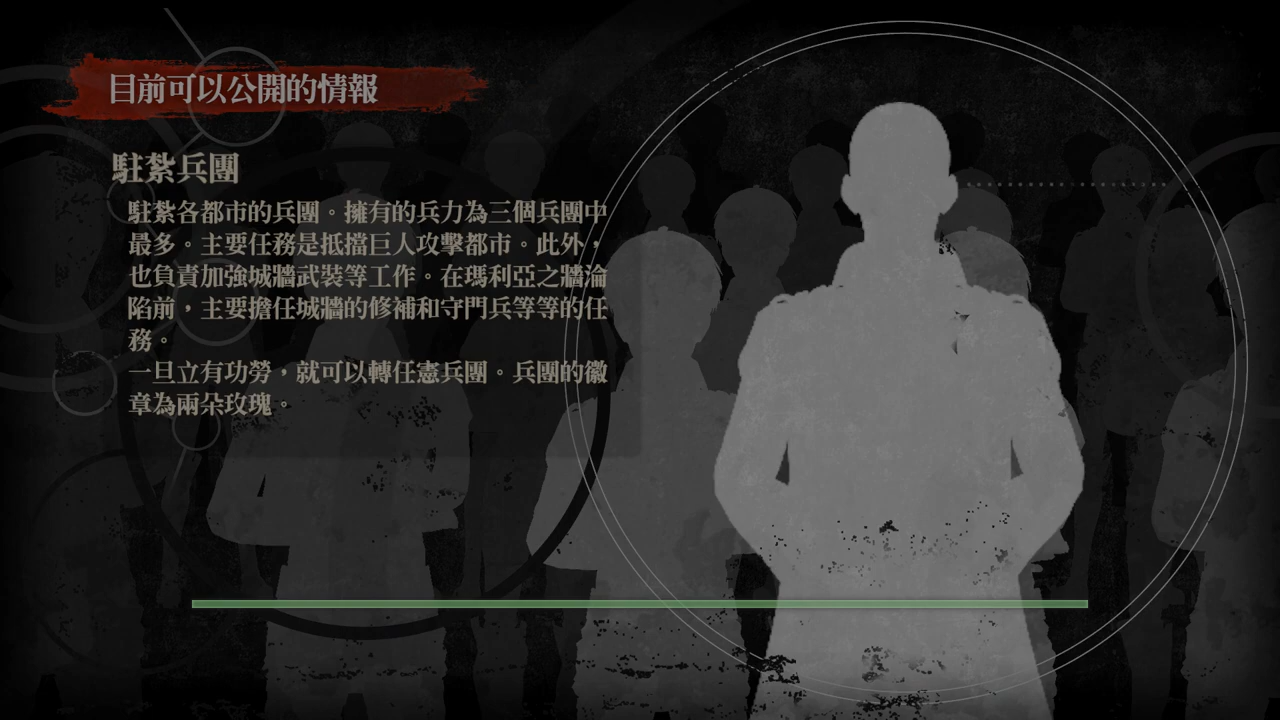 目前可以公開的情報
駐紮兵團
駐紮各都市的兵團。擁有的兵力為三個兵團中
最多。主要任務是抵擋巨人攻擊都市。此外，
也負責加強城牆武裝等工作。在瑪利亞之牆淪
陷前，主要擔任城牆的修補和守門兵等等的任
務。
一旦立有功勞，就可以轉任憲兵團。兵團的徽
章為兩朵玫瑰。